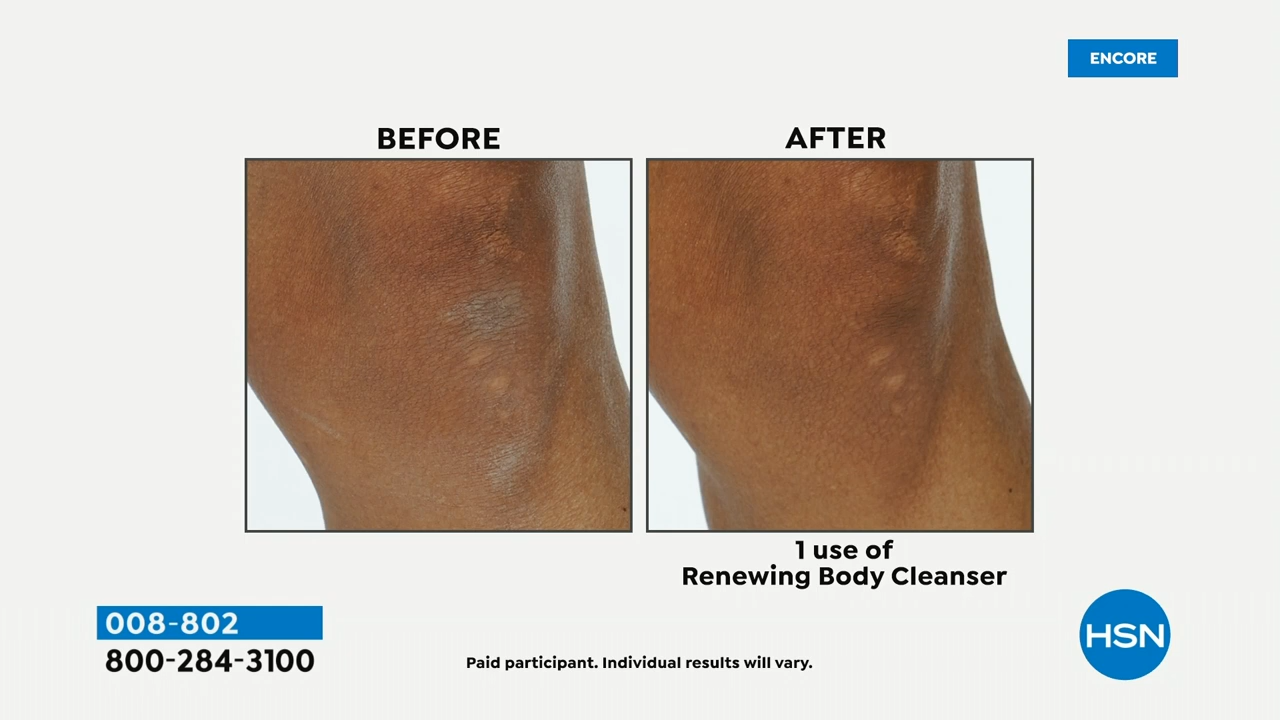 ENCORE
BEFORE
AFTER
1 use of
Renewing Body Cleanser
008-802
800-284-3100
Paid participant. Individual results will vary.
HSN